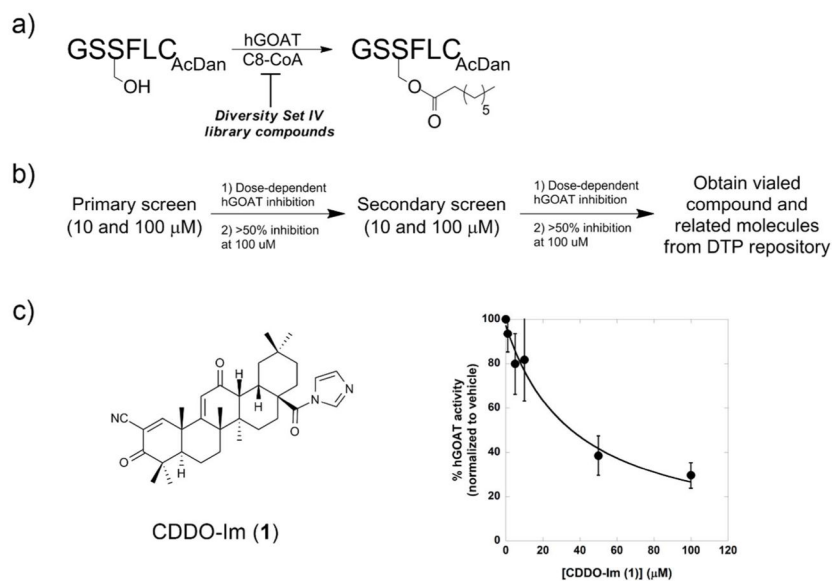 a)
GSSFLC
AcDan
OH
hGOAT
C8-CoA
Diversity Set IV
library compounds
GSSFLC
AcDan
O
O
5
b)
Primary screen
(10 and 100 μM)
1) Dose-dependent
hGOAT inhibition
2) >50% inhibition
at 100 uM
Secondary screen
(10 and 100 μM)
1) Dose-dependent
hGOAT inhibition
2) >50% inhibition
at 100 uM
Obtain vialed
compound and
related molecules
from DTP repository
c)
O
H
H
N
N
O
NC
O
H
CDDO-Im (1)
% hGOAT activity
(normalized to vehicle)
100
80
60
40
20
0
0 20 40 60 80 100 120
[CDDO-Im (1)] (μM)